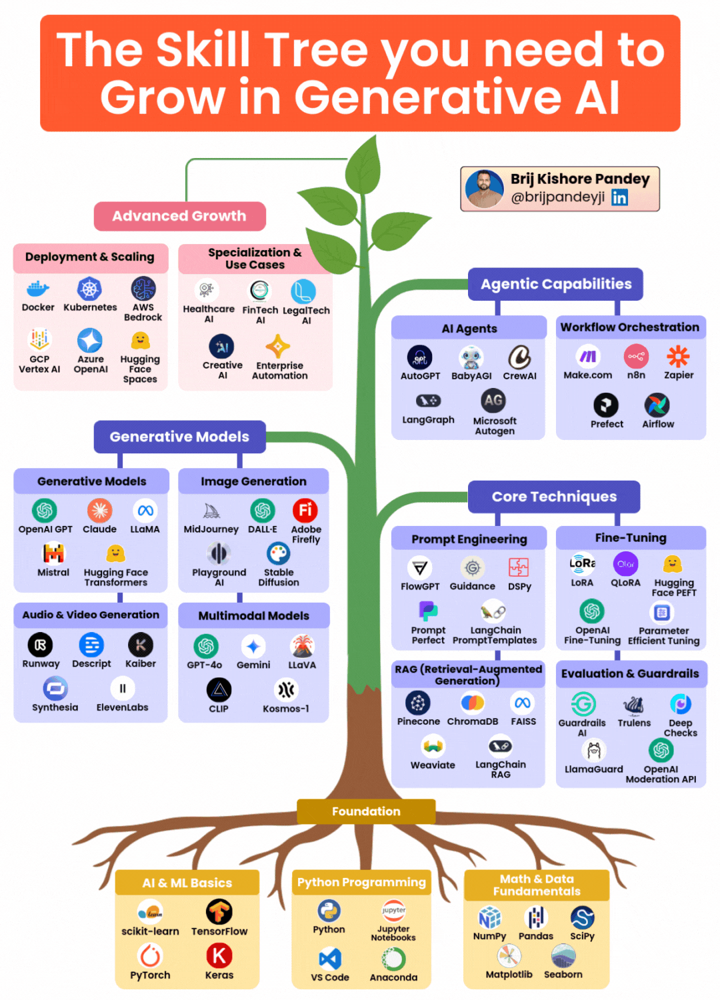 The Skill Tree you need to
Grow in Generative AI
Brij Kishore Pandey
@brijpandeyji in
Advanced Growth
Deployment & Scaling
Docker
Kubernetes
AWS
Bedrock
GCP
Vertex AI
Azure
OpenAI
Hugging
Face
Spaces
Specialization &
Use Cases
Healthcare
AI
FinTech
AI
LegalTech
AI
AI
Creative
AI
Enterprise
Automation
Agentic Capabilities
AI Agents
gpt
AutoGPT
BabyAGI
CrewAI
LangGraph
AG
Microsoft
Autogen
Workflow Orchestration
Make.com
n8n
Zapier
Prefect
Airflow
Generative Models
Generative Models
OpenAI GPT
Claude
LLaMA
Mistral
Hugging Face
Transformers
Image Generation
MidJourney
DALL·E
Fi
Adobe
Firefly
Playground
AI
Stable
Diffusion
Audio & Video Generation
Runway
Descript
Kaiber
Synthesia
ElevenLabs
Multimodal Models
GPT-4o
Gemini
LLaVA
CLIP
Kosmos-1
Core Techniques
Prompt Engineering
FlowGPT
Guidance
DSPy
Prompt
Perfect
LangChain
PromptTemplates
Fine-Tuning
LoRa
LoRA
QLoRA
Hugging
Face PEFT
OpenAI
Fine-Tuning
Parameter
Efficient Tuning
RAG (Retrieval-Augmented
Generation)
Pinecone
ChromaDB
FAISS
Weaviate
LangChain
RAG
Evaluation & Guardrails
Guardrails
AI
Trulens
Deep
Checks
LlamaGuard
OpenAI
Moderation API
Foundation
AI & ML Basics
learn
scikit-learn
TensorFlow
PyTorch
K
Keras
Python Programming
Python
jupyter
Jupyter
Notebooks
VS Code
Anaconda
Math & Data
Fundamentals
NumPy
Pandas
SciPy
Matplotlib
Seaborn